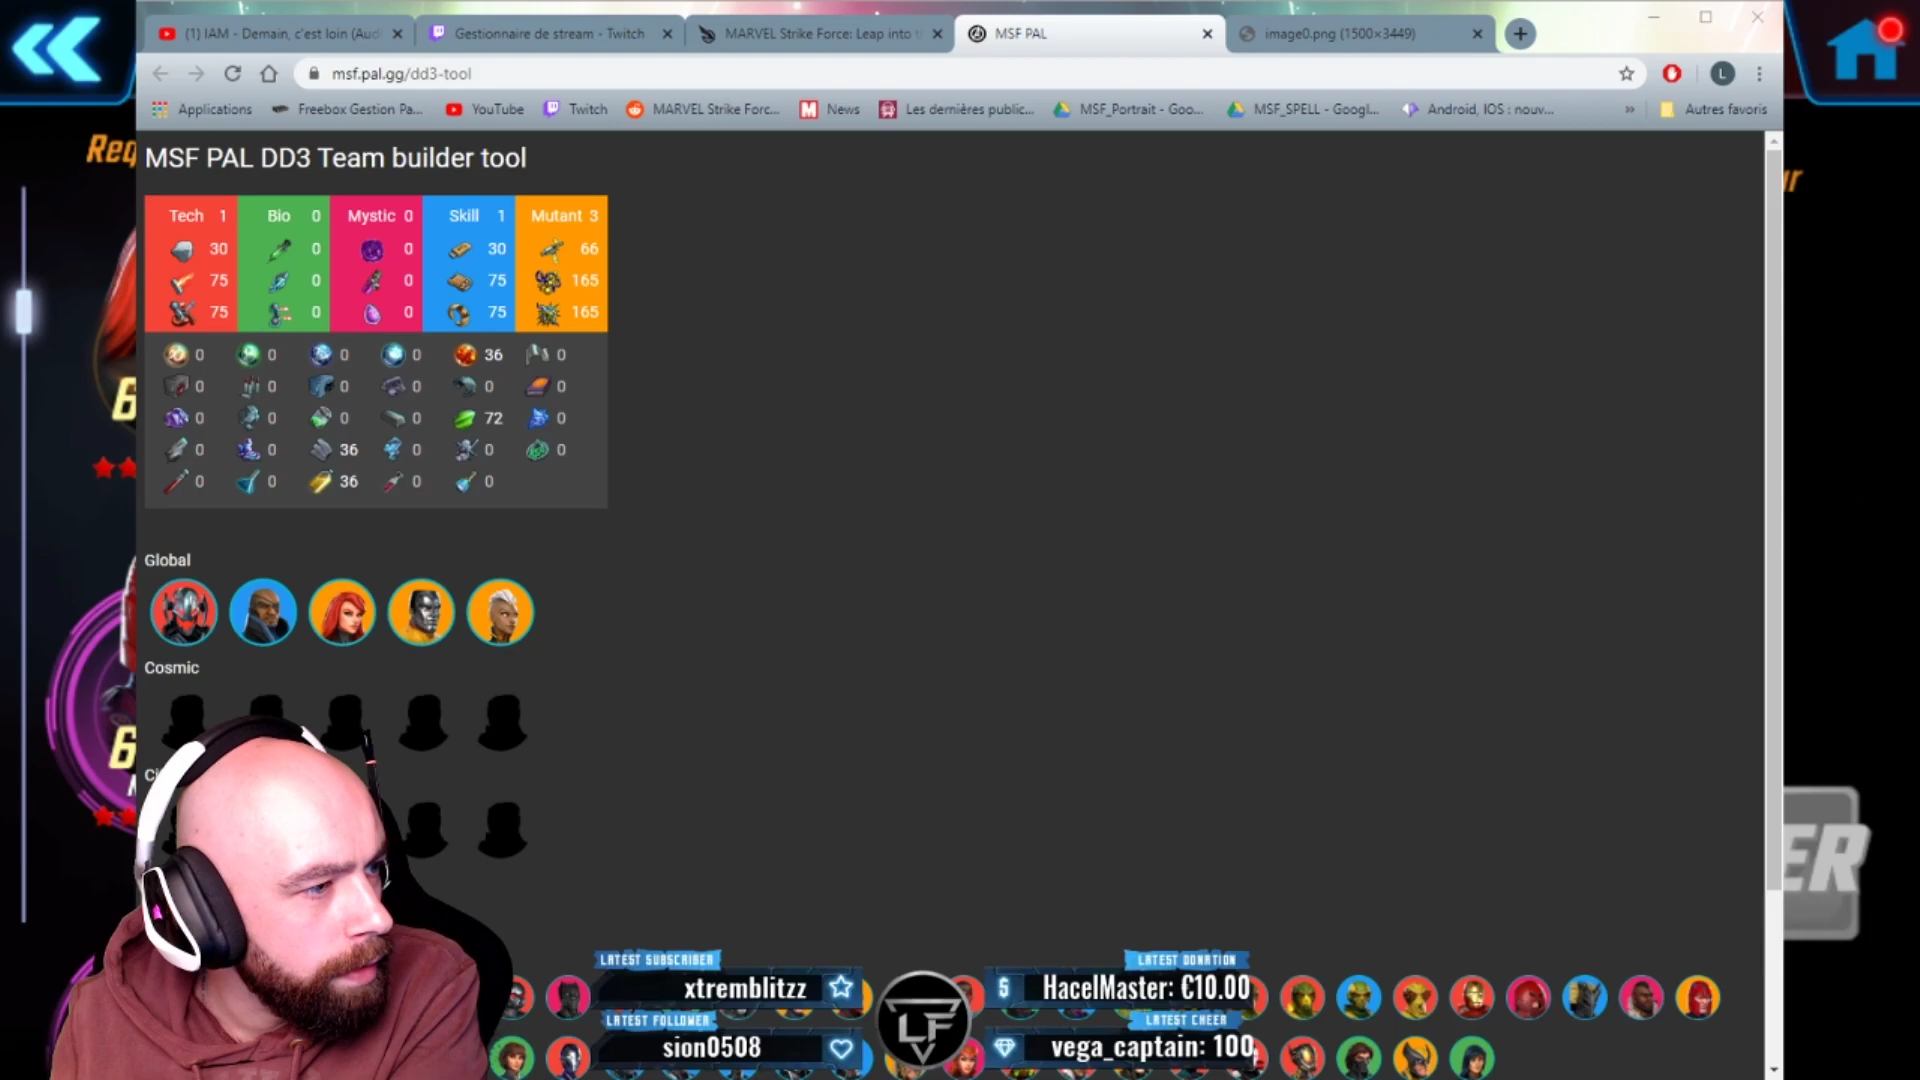 (1) IAM - Demain, c'est loin (Aud
Gestionnaire de stream - Twitch
MARVEL Strike Force: Leap into t
MSF PAL
image0.png (1500×3449)
msf.pal.gg/dd3-tool
L
Applications
Freebox Gestion Pa...
YouTube
Twitch
MARVEL Strike Forc...
News
Les dernières public...
MSF_Portrait - Goo...
MSF_SPELL - Googl...
Android, IOS : nouv...
»
Autres favoris
Req
MSF PAL DD3 Team builder tool
Tech 1 Bio 0 Mystic 0 Skill 1 Mutant 3
30 0 0 30 66
75 0 0 75 165
75 0 0 75 165
0 0 0 0 36 0
0 0 0 0 0 0
0 0 0 0 72 0
0 0 36 0 0 0
0 0 36 0 0
Global
Cosmic
6
6
ER
LATEST SUBSCRIBER
xtremblitzz
LATEST FOLLOWER
sion0508
LF
LATEST DONATION
HacelMaster: €10.00
LATEST CHEER
vega_captain: 100